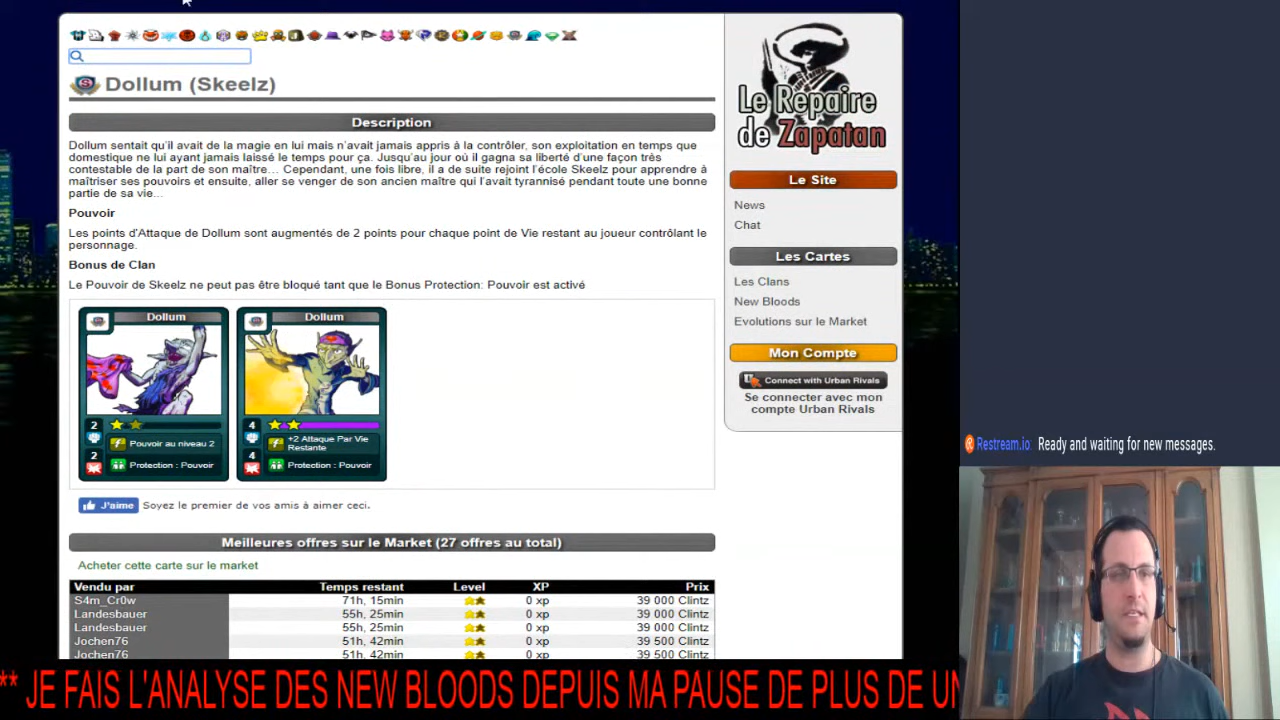 Dollum (Skeelz)
Description
Dollum sentait qu'il avait de la magie en lui mais n'avait jamais appris à la contrôler, son exploitation en temps que
domestique ne lui ayant jamais laissé le temps pour ça. Jusqu'au jour où il gagna sa liberté d'une façon très
contestable de la part de son maître... Cependant, une fois libre, il a de suite rejoint l'école Skeelz pour apprendre à
maîtriser ses pouvoirs et ensuite, aller se venger de son ancien maître qui l'avait tyrannisé pendant toute une bonne
partie de sa vie...
Pouvoir
Les points d'Attaque de Dollum sont augmentés de 2 points pour chaque point de Vie restant au joueur contrôlant le
personnage.
Bonus de Clan
Le Pouvoir de Skeelz ne peut pas être bloqué tant que le Bonus Protection: Pouvoir est activé
Dollum
2
Pouvoir au niveau 2
2
Protection : Pouvoir
Dollum
4
+2 Attaque Par Vie
Restante
4
Protection : Pouvoir
J'aime Soyez le premier de vos amis à aimer ceci.
Meilleures offres sur le Market (27 offres au total)
Acheter cette carte sur le market
Vendu par Temps restant Level XP Prix
S4m_Cr0w 71h, 15min 0 xp 39 000 Clintz
Landesbauer 55h, 25min 0 xp 39 000 Clintz
Landesbauer 55h, 25min 0 xp 39 000 Clintz
Jochen76 51h, 42min 0 xp 39 500 Clintz
Jochen76 51h, 42min 0 xp 39 500 Clintz
Le Repaire
de Zapatan
Le Site
News
Chat
Les Cartes
Les Clans
New Bloods
Evolutions sur le Market
Mon Compte
Connect with Urban Rivals
Se connecter avec mon
compte Urban Rivals
Restream.io: Ready and waiting for new messages.
** JE FAIS L'ANALYSE DES NEW BLOODS DEPUIS MA PAUSE DE PLUS DE UN